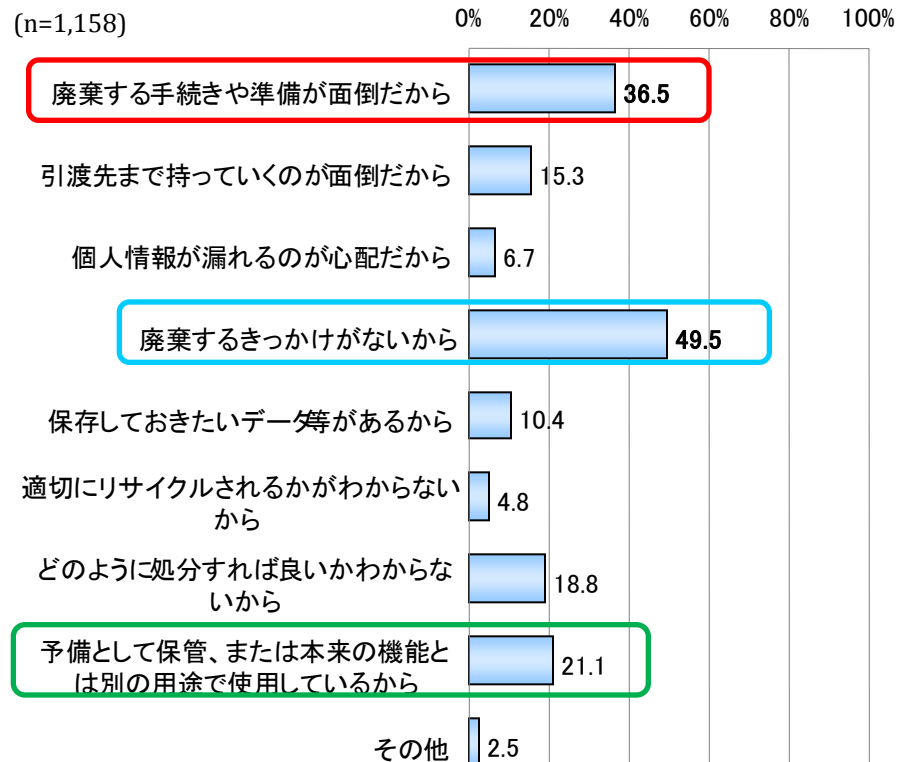 (n=1,158)
0% 20% 40% 60% 80% 100%
廃棄する手続きや準備が面倒だから 36.5
引渡先まで持っていくのが面倒だから 15.3
個人情報が漏れるのが心配だから 6.7
廃棄するきっかけがないから 49.5
保存しておきたいデータ等があるから 10.4
適切にリサイクルされるかがわからない
から 4.8
どのように処分すれば良いかわからな
いから 18.8
予備として保管、または本来の機能と
は別の用途で使用しているから 21.1
その他 2.5